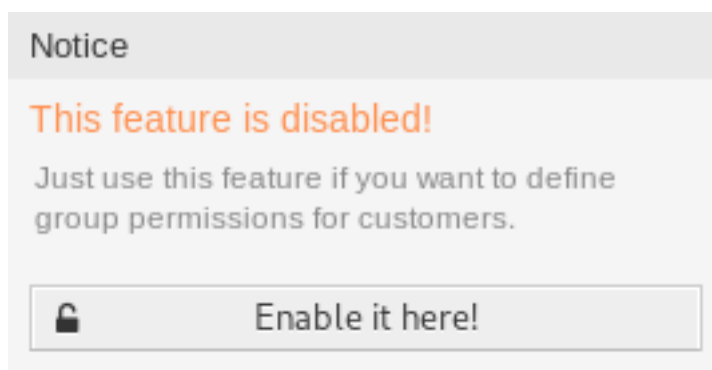 Notice
This feature is disabled!
Just use this feature if you want to define
group permissions for customers.
Enable it here!